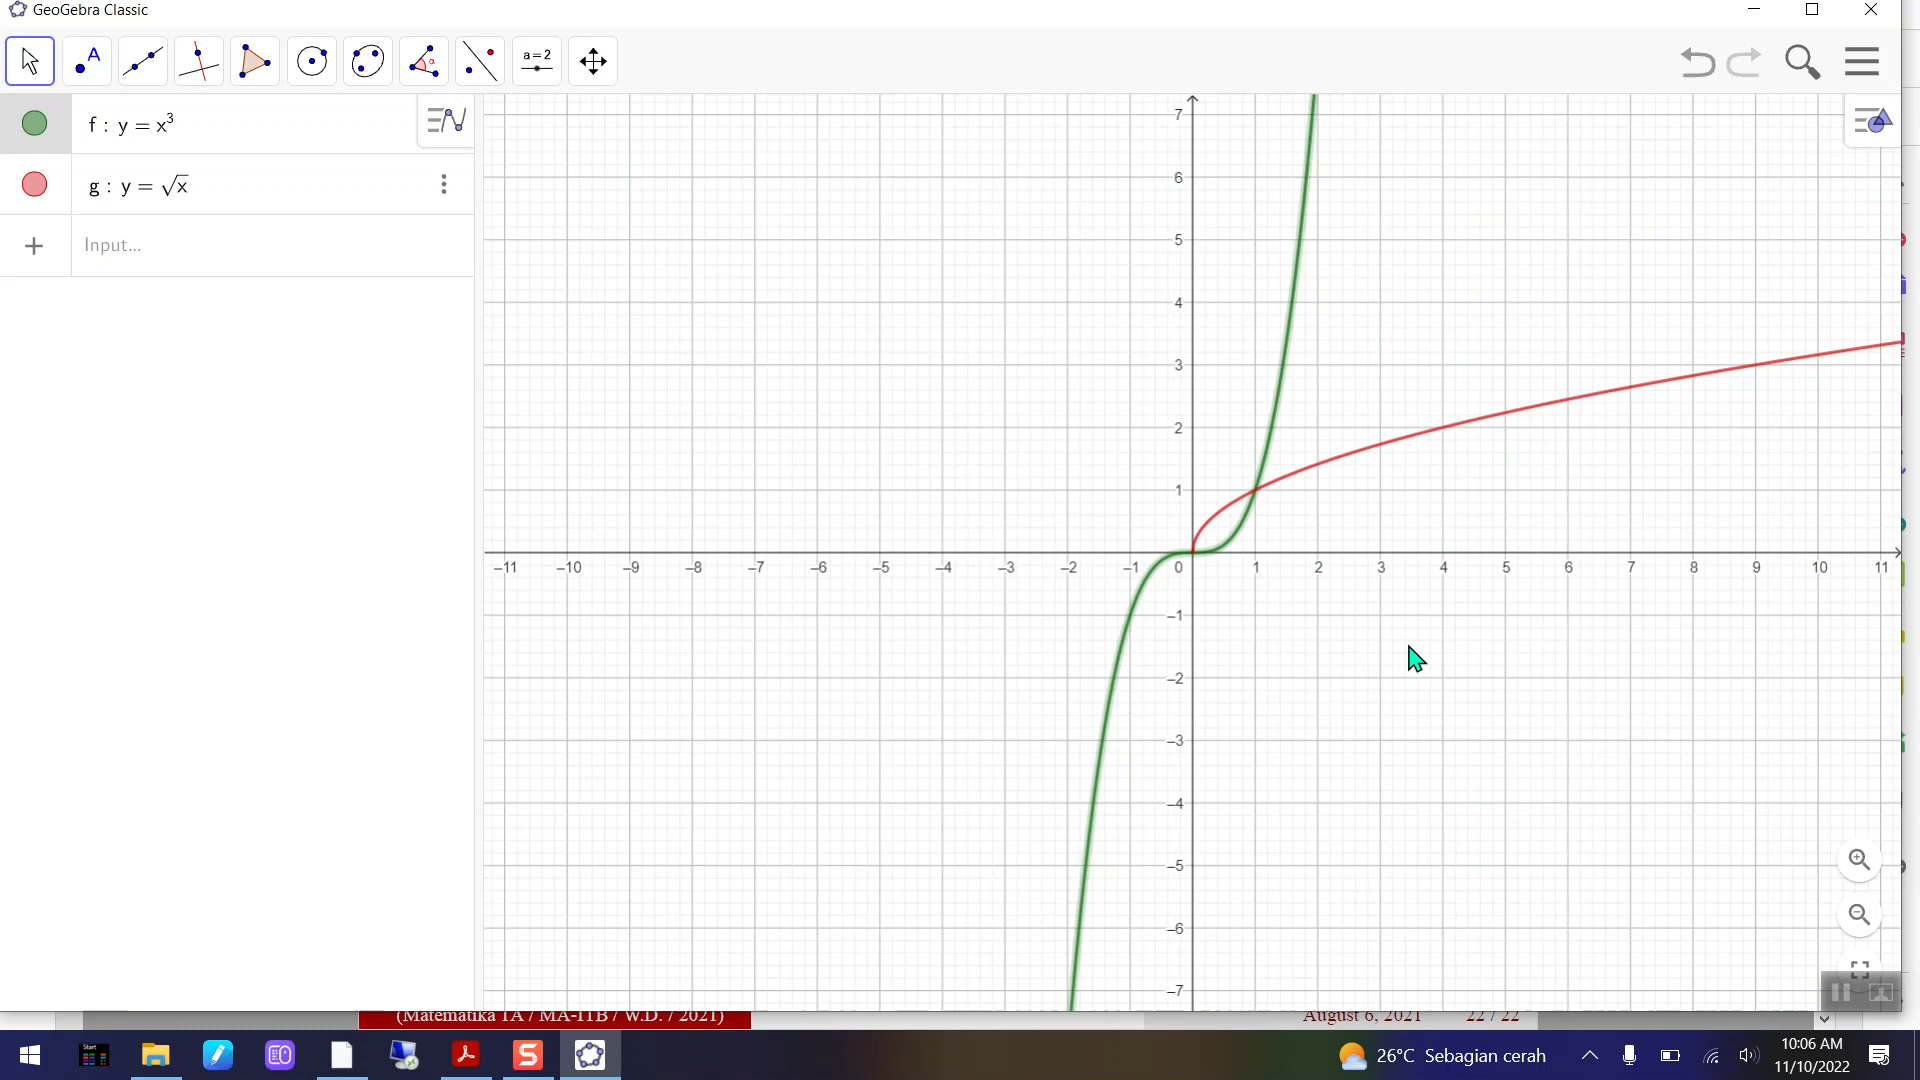 GeoGebra Classic
A
α
a = 2
f : y = x³
g : y = √x
Input...
7
6
5
4
3
2
1
−11 −10 −9 −8 −7 −6 −5 −4 −3 −2 −1 0 1 2 3 4 5 6 7 8 9 10 11
−1
−2
−3
−4
−5
−6
−7
(Matematika 1A / MA-ITB / W.D. / 2021) August 6, 2021 22 / 22
Start
S
26°C Sebagian cerah
10:06 AM
11/10/2022